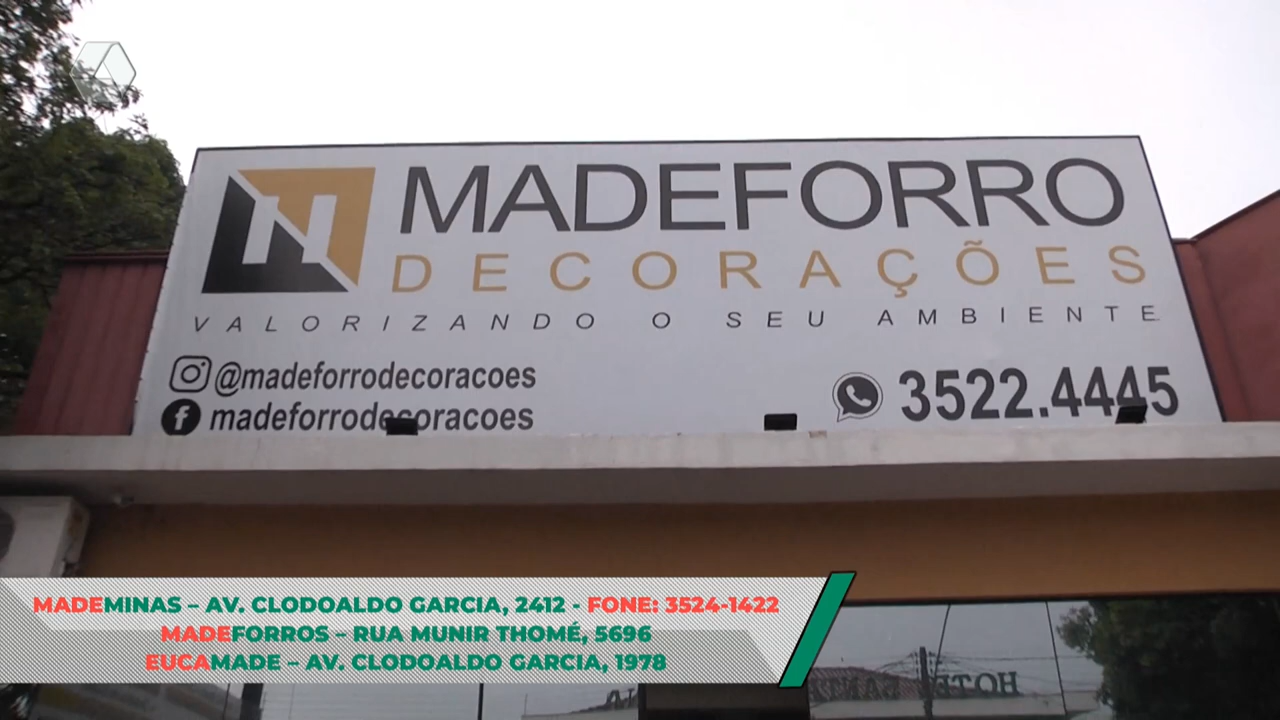 MADEFORRO
DECORAÇÕES
VALORIZANDO O SEU AMBIENTE
@madeforrodecoracoes
madeforrodecoracoes
3522.4445
MADEMINAS – AV. CLODOALDO GARCIA, 2412 - FONE: 3524-1422
MADEFORROS – RUA MUNIR THOMÉ, 5696
EUCAMADE – AV. CLODOALDO GARCIA, 1978